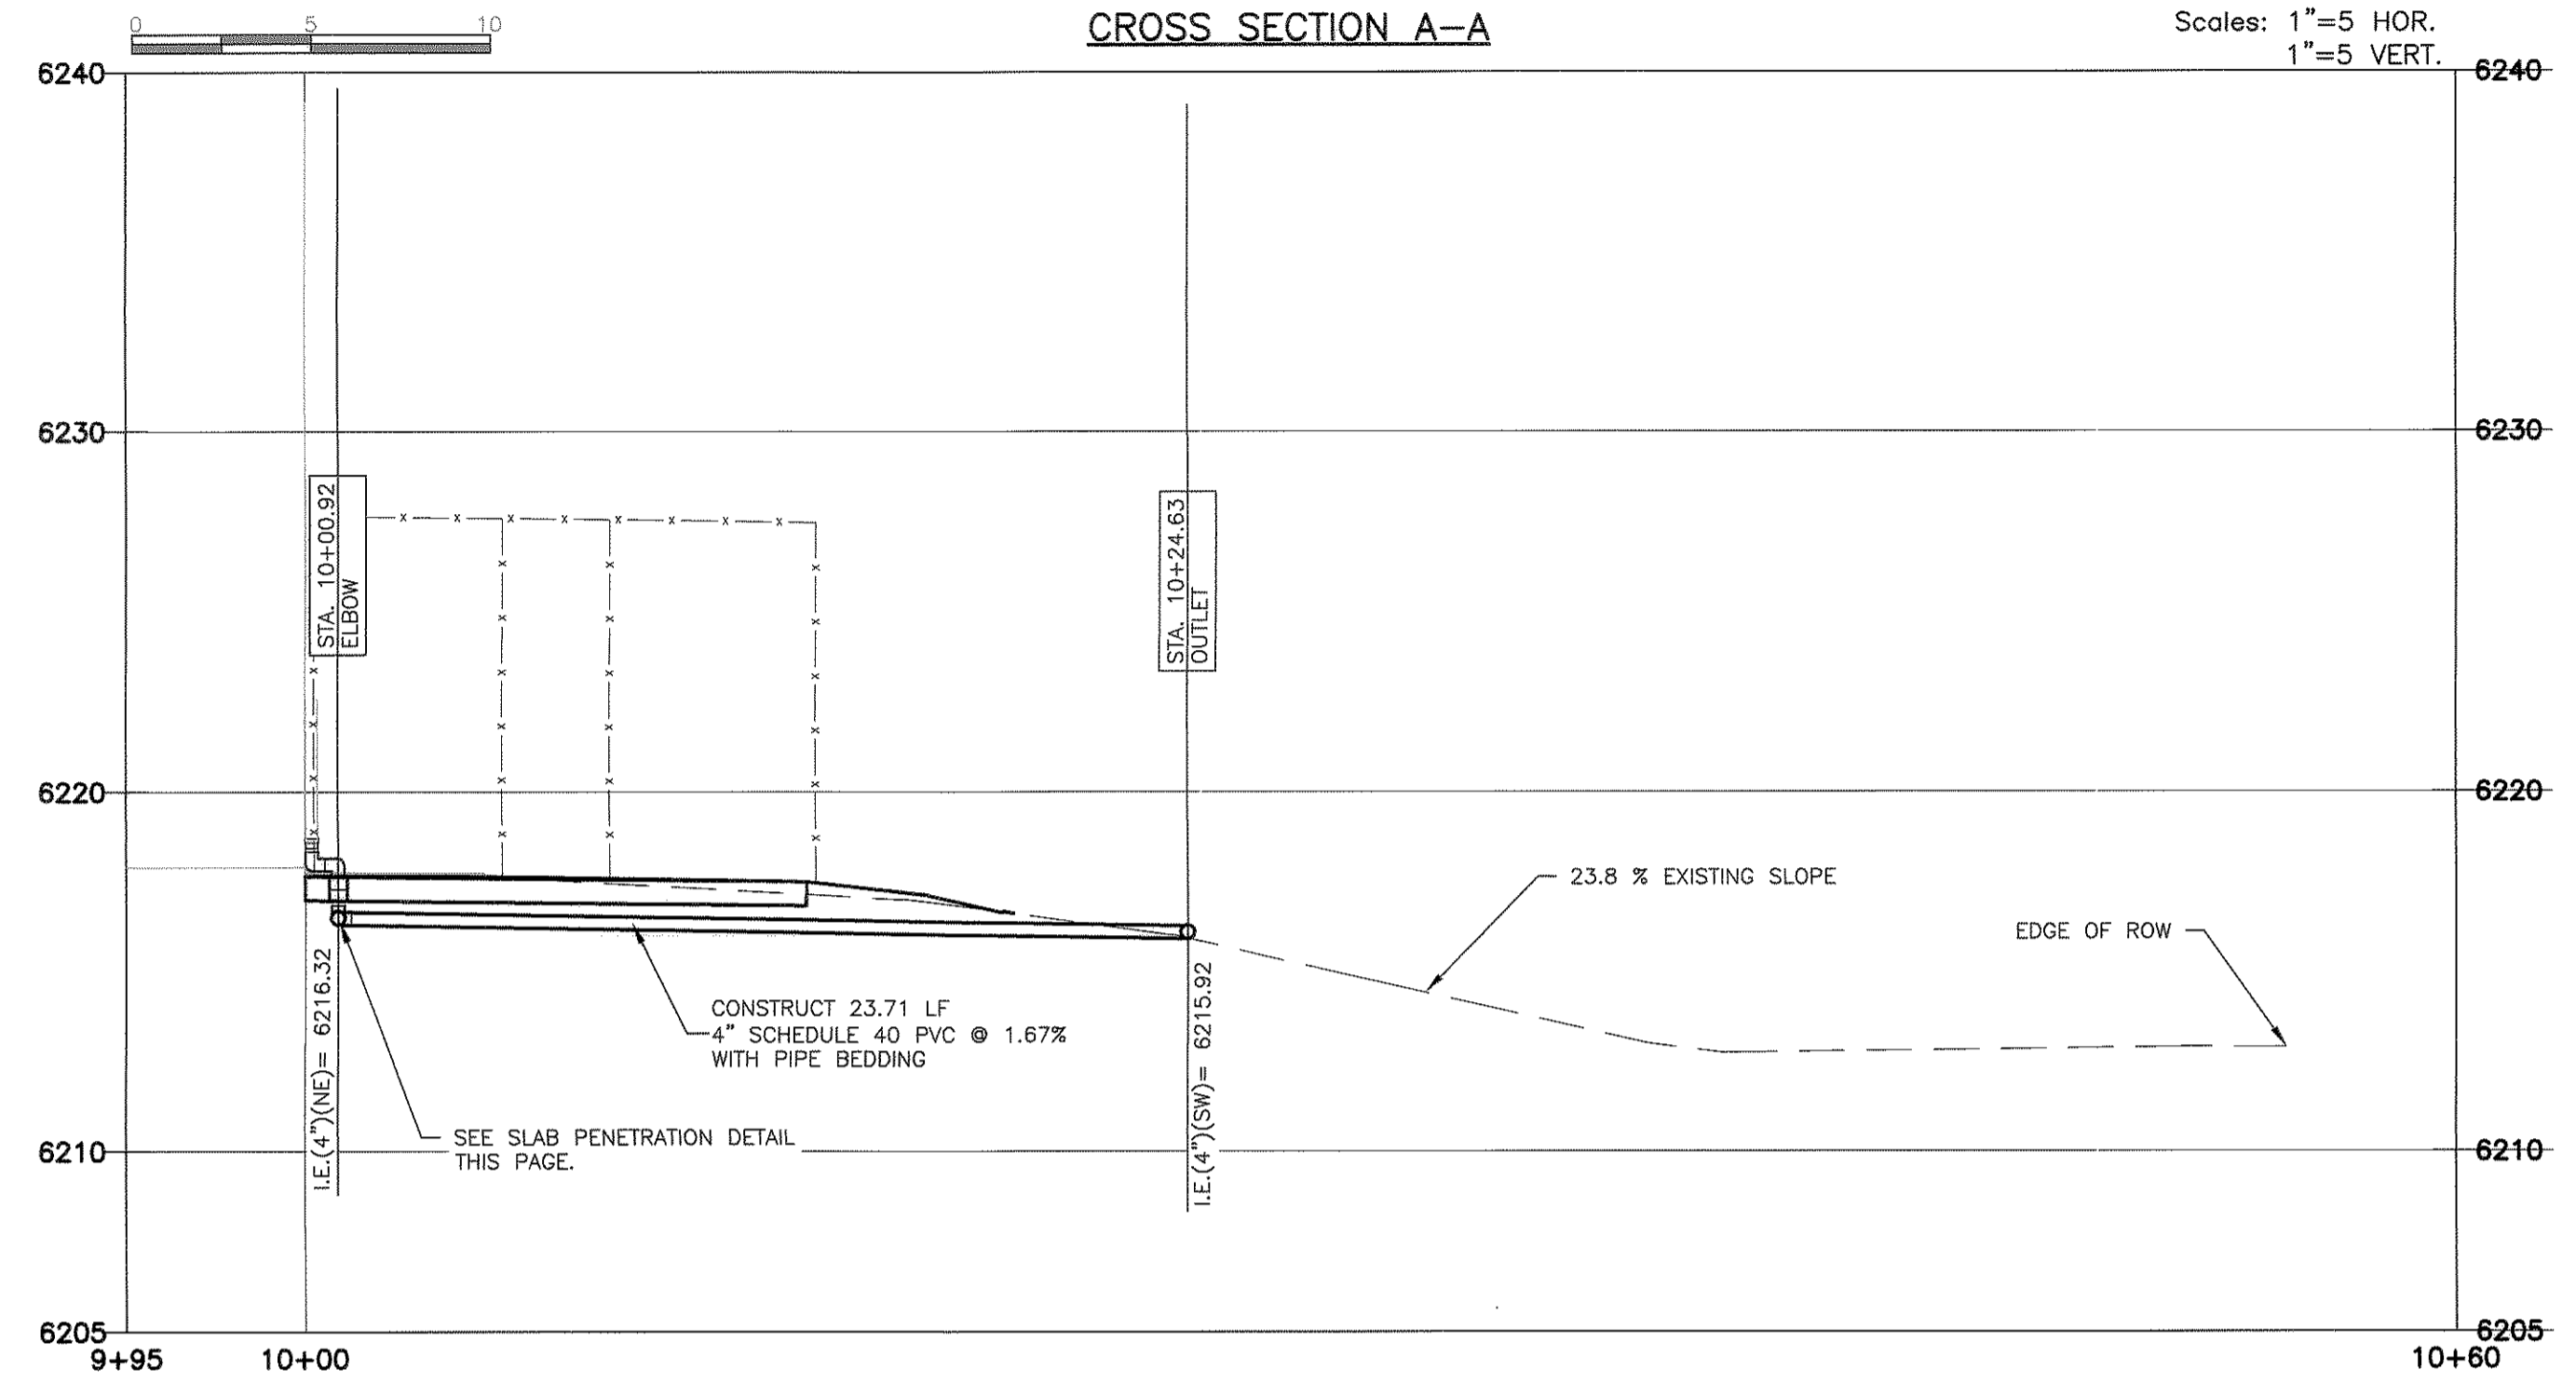 0 5 10
CROSS SECTION A–A
Scales: 1"=5 HOR.
1"=5 VERT.
6240
6240
6230
6230
STA. 10+00.92
ELBOW
STA. 10+24.63
OUTLET
6220
6220
23.8 % EXISTING SLOPE
EDGE OF ROW
I.E.(4")(NE)= 6216.32
I.E.(4")(SW)= 6215.92
CONSTRUCT 23.71 LF
4" SCHEDULE 40 PVC @ 1.67%
WITH PIPE BEDDING
SEE SLAB PENETRATION DETAIL
THIS PAGE.
6210
6210
6205
6205
9+95 10+00 10+60